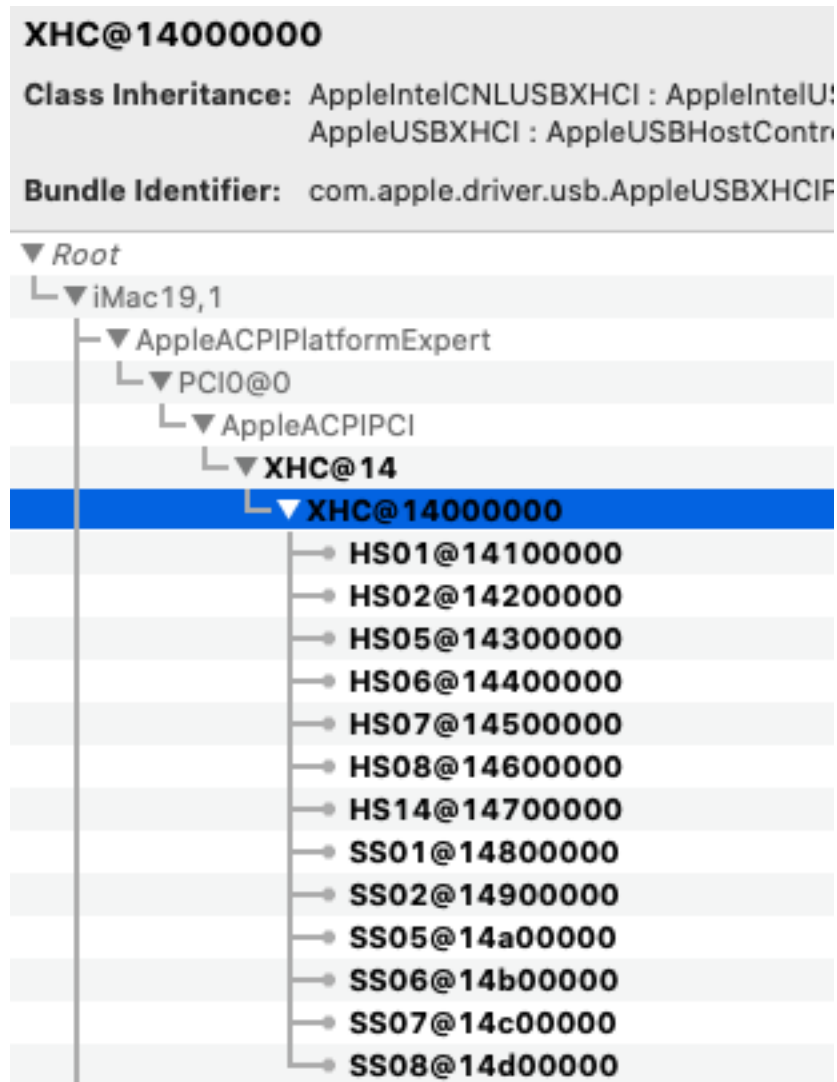 XHC@14000000
Class Inheritance: AppleIntelCNLUSBXHCI : AppleIntelUS
AppleUSBXHCI : AppleUSBHostContr
Bundle Identifier: com.apple.driver.usb.AppleUSBXHCIP
Root
iMac19,1
AppleACPIPlatformExpert
PCI0@0
AppleACPIPCI
XHC@14
XHC@14000000
HS01@14100000
HS02@14200000
HS05@14300000
HS06@14400000
HS07@14500000
HS08@14600000
HS14@14700000
SS01@14800000
SS02@14900000
SS05@14a00000
SS06@14b00000
SS07@14c00000
SS08@14d00000